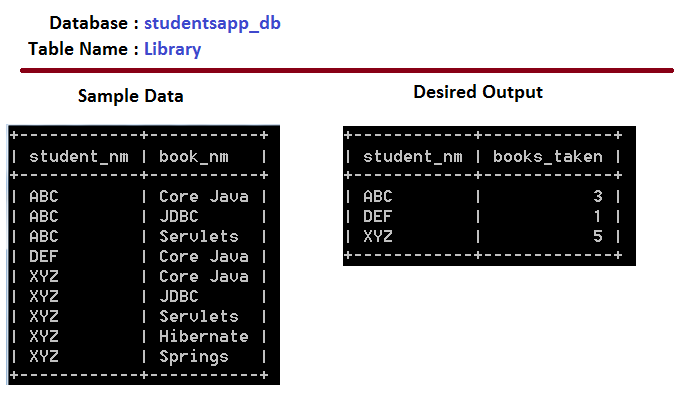 Database : studentsapp_db
Table Name : Library
Sample Data
+------------+-----------+
| student_nm | book_nm   |
+------------+-----------+
| ABC        | Core Java |
| ABC        | JDBC      |
| ABC        | Servlets  |
| DEF        | Core Java |
| XYZ        | Core Java |
| XYZ        | JDBC      |
| XYZ        | Servlets  |
| XYZ        | Hibernate |
| XYZ        | Springs   |
+------------+-----------+
Desired Output
+------------+-------------+
| student_nm | books_taken |
+------------+-------------+
| ABC        |           3 |
| DEF        |           1 |
| XYZ        |           5 |
+------------+-------------+